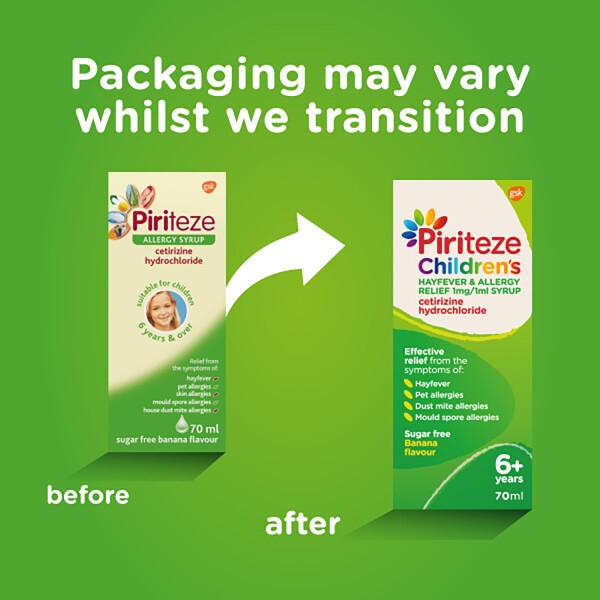 Packaging may vary
whilst we transition
gsk
Piriteze
ALLERGY SYRUP
cetirizine
hydrochloride
suitable for children
6 years & over
Relief from
the symptoms of:
hayfever
pet allergies
skin allergies
mould spore allergies
house dust mite allergies
70 ml
sugar free banana flavour
before
gsk
Piriteze
Children's
HAYFEVER & ALLERGY
RELIEF 1mg/1ml SYRUP
cetirizine
hydrochloride
Effective
relief from the
symptoms of:
Hayfever
Pet allergies
Dust mite allergies
Mould spore allergies
Sugar free
Banana
flavour
6+
years
70ml
after